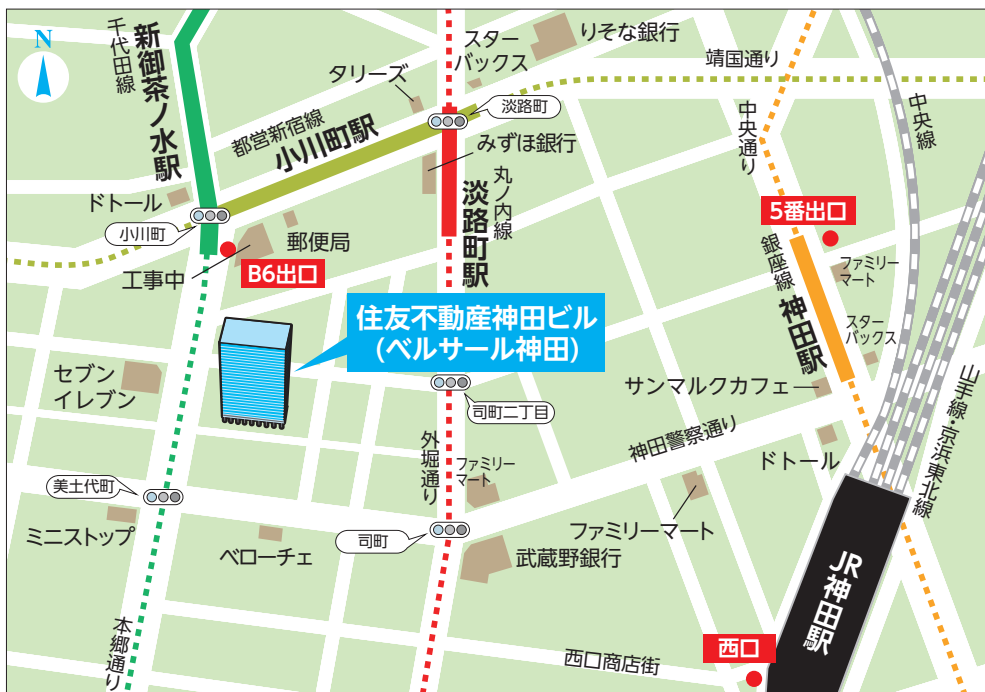 N
千代田線
新御茶ノ水駅
タリーズ
スター
バックス
りそな銀行
靖国通り
中央線
都営新宿線
小川町駅
淡路町
みずほ銀行
中央通り
ドトール
小川町
丸ノ内線
淡路町駅
郵便局
工事中
B6出口
5番出口
銀座線
神田駅
ファミリー
マート
スター
バックス
住友不動産神田ビル
(ベルサール神田)
セブン
イレブン
司町二丁目
サンマルクカフェ
山手線・京浜東北線
外堀通り
ファミリー
マート
神田警察通り
ドトール
美土代町
ミニストップ
ベローチェ
司町
武蔵野銀行
ファミリーマート
JR神田駅
本郷通り
西口商店街
西口